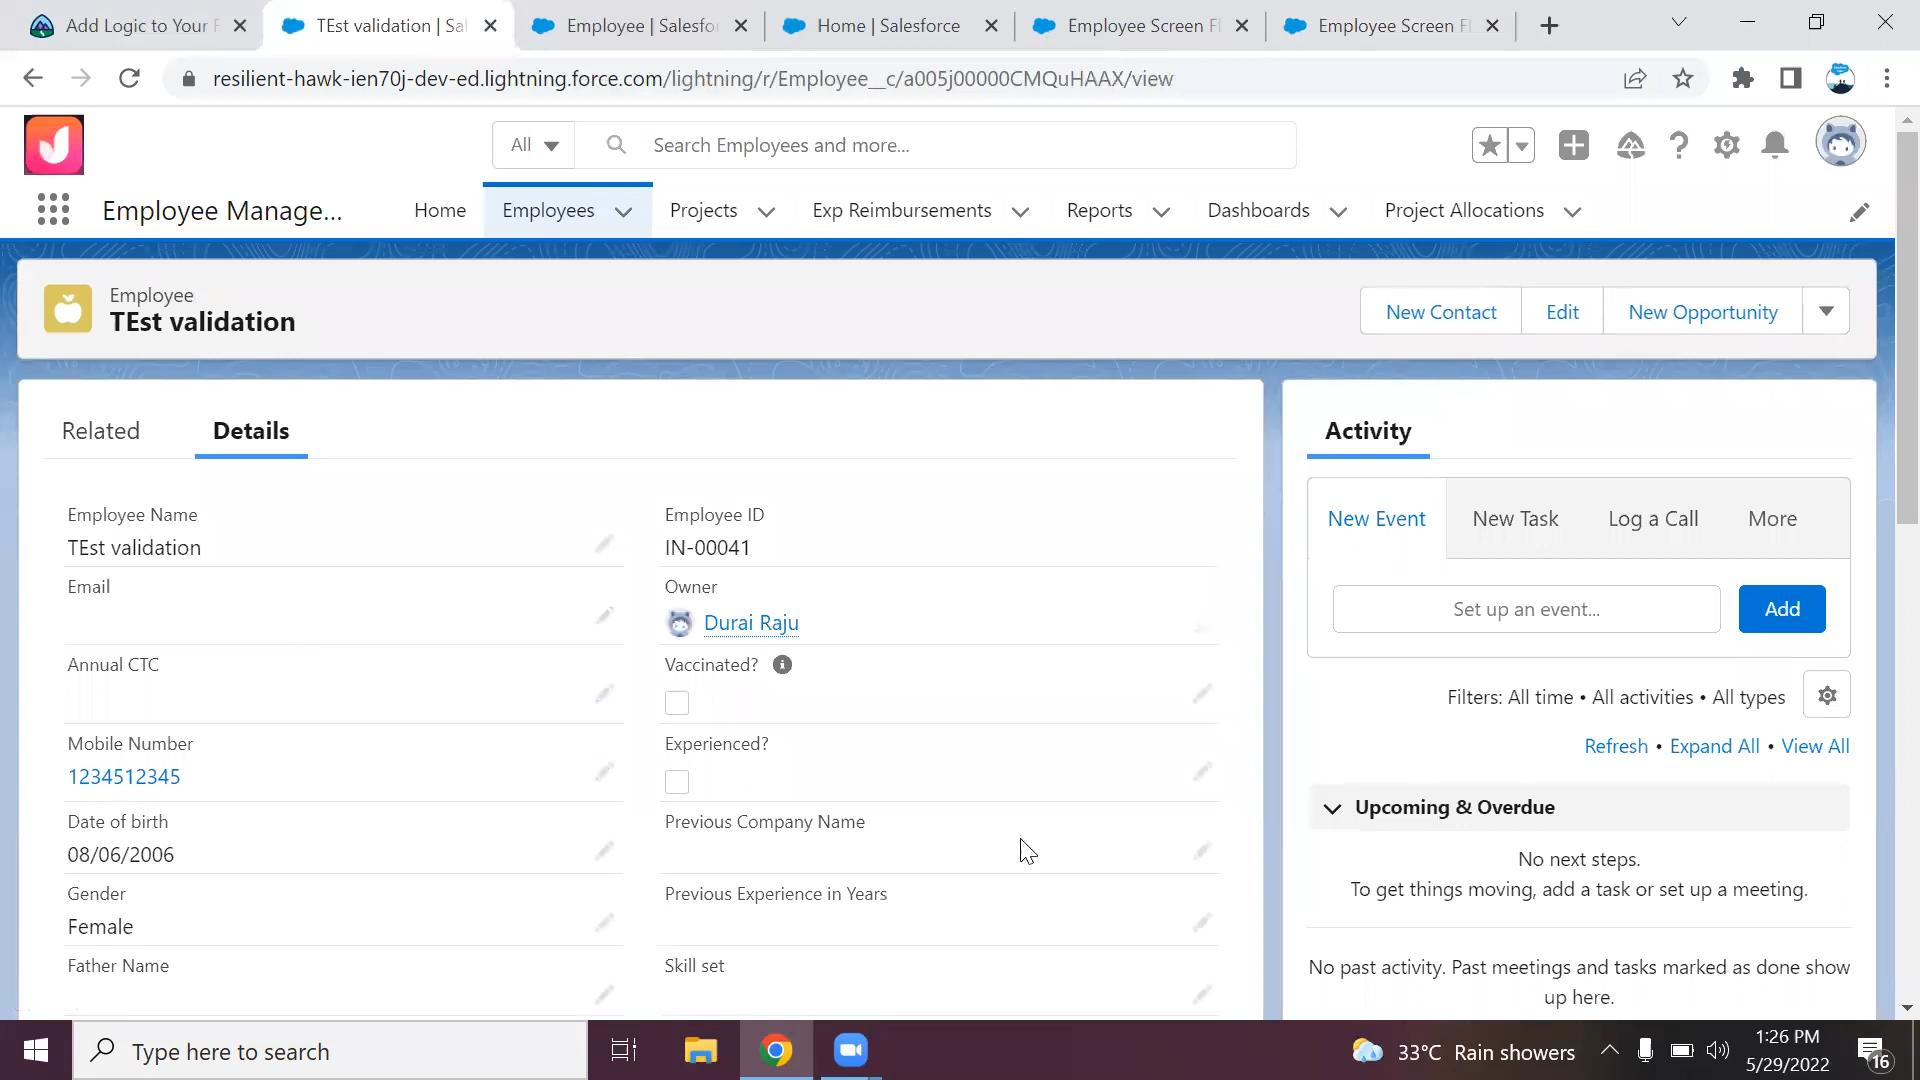 Add Logic to Your F
TEst validation | Sal
Employee | Salesfo
Home | Salesforce
Employee Screen Fl
Employee Screen Fl
resilient-hawk-ien70j-dev-ed.lightning.force.com/lightning/r/Employee__c/a005j00000CMQuHAAX/view
All
Search Employees and more...
Employee Manage...
Home
Employees
Projects
Exp Reimbursements
Reports
Dashboards
Project Allocations
Employee
TEst validation
New Contact
Edit
New Opportunity
Related
Details
Employee Name
TEst validation
Employee ID
IN-00041
Email
Owner
Durai Raju
Annual CTC
Vaccinated?
Mobile Number
1234512345
Experienced?
Date of birth
08/06/2006
Previous Company Name
Gender
Female
Previous Experience in Years
Father Name
Skill set
Activity
New Event
New Task
Log a Call
More
Set up an event...
Add
Filters: All time • All activities • All types
Refresh • Expand All • View All
Upcoming & Overdue
No next steps.
To get things moving, add a task or set up a meeting.
No past activity. Past meetings and tasks marked as done show
up here.
Type here to search
33°C Rain showers
1:26 PM
5/29/2022
16